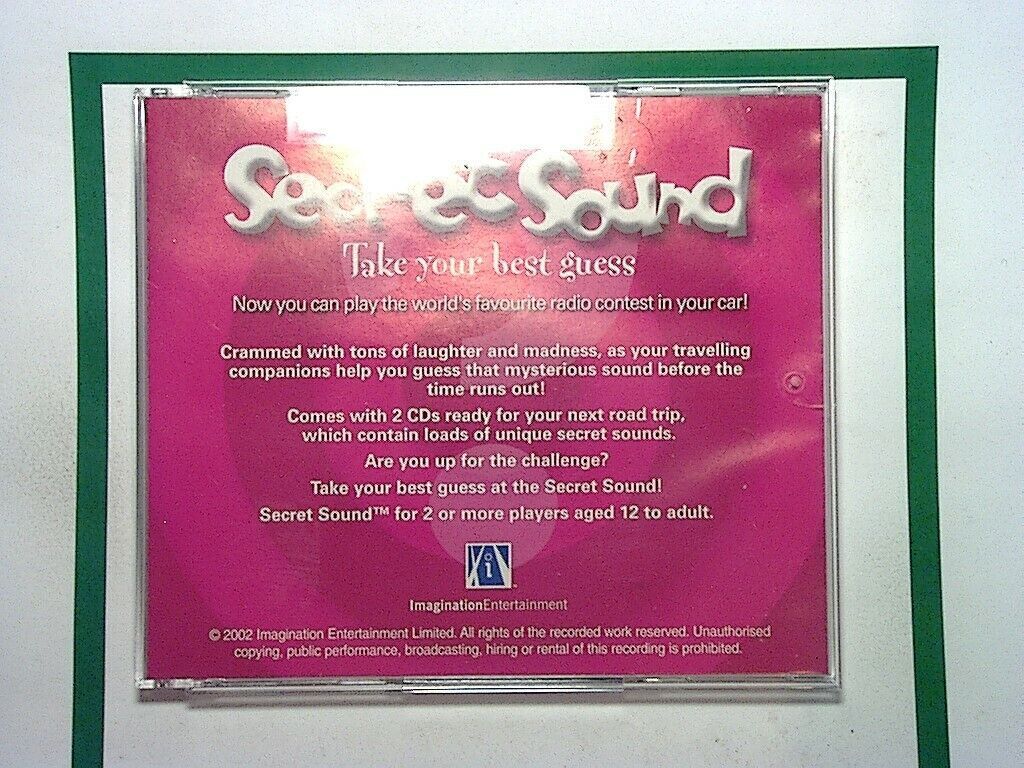 Secret Sound
Take your best guess
Now you can play the world's favourite radio contest in your car!
Crammed with tons of laughter and madness, as your travelling
companions help you guess that mysterious sound before the
time runs out!
Comes with 2 CDs ready for your next road trip,
which contain loads of unique secret sounds.
Are you up for the challenge?
Take your best guess at the Secret Sound!
Secret Sound™ for 2 or more players aged 12 to adult.
i
ImaginationEntertainment
© 2002 Imagination Entertainment Limited. All rights of the recorded work reserved. Unauthorised
copying, public performance, broadcasting, hiring or rental of this recording is prohibited.